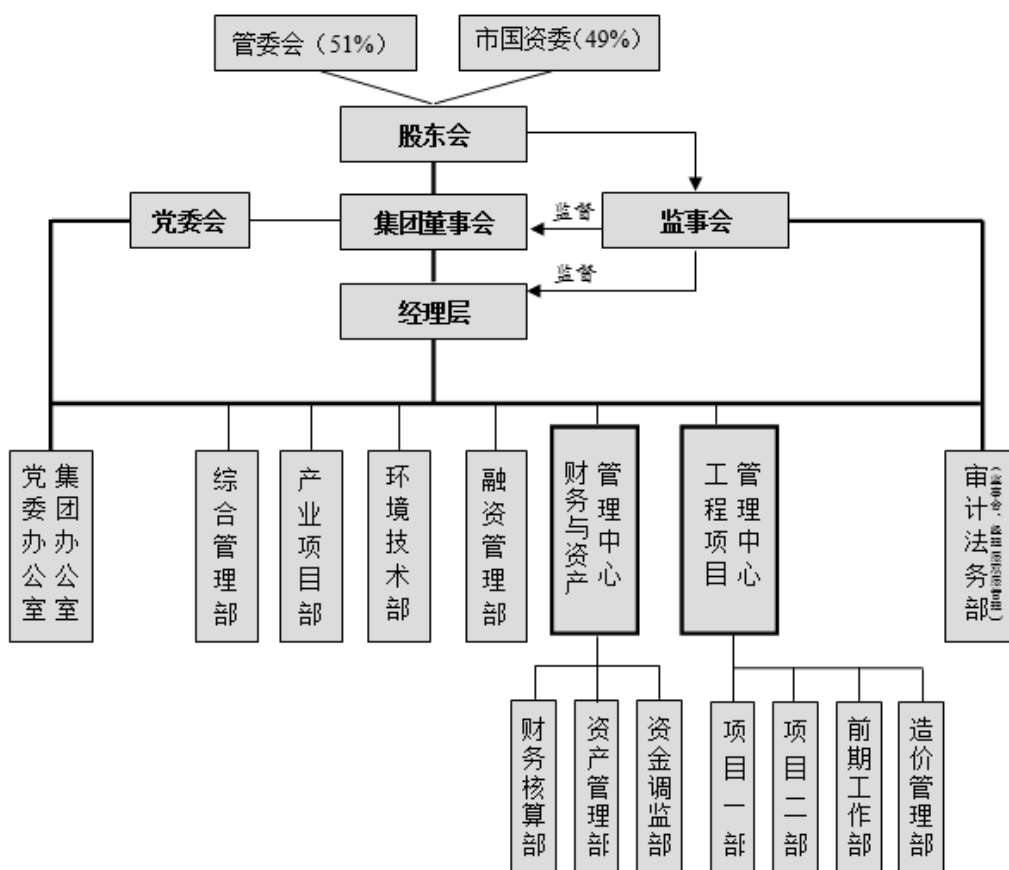 管委会（51%）
市国资委（49%）
股东会
党委会
集团董事会
监督
监事会
监督
经理层
集团办公室
党委办公室
综合管理部
产业项目部
环境技术部
融资管理部
管理中心
财务与资产
管理中心
工程项目
审计法务部
财务核算部
资产管理部
资金调监部
项目一部
项目二部
前期工作部
造价管理部